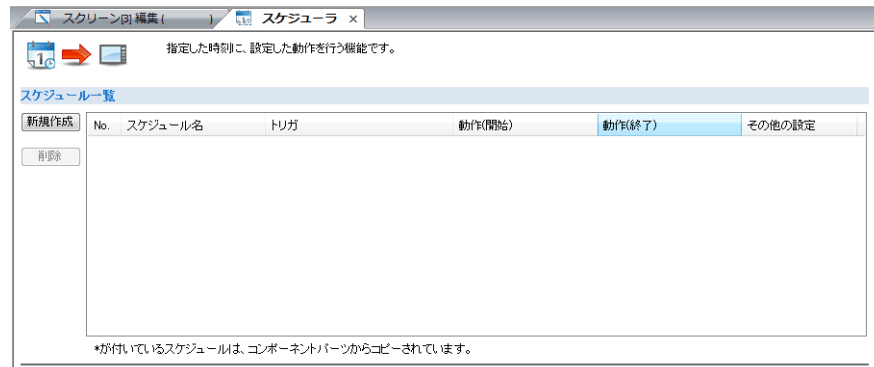 スクリーン[3] 編集 ( )
スケジューラ ×
1
指定した時刻に、設定した動作を行う機能です。
スケジュール一覧
新規作成
No. スケジュール名 トリガ 動作(開始) 動作(終了) その他の設定
削除
*が付いているスケジュールは、コンポーネントパーツからコピーされています。